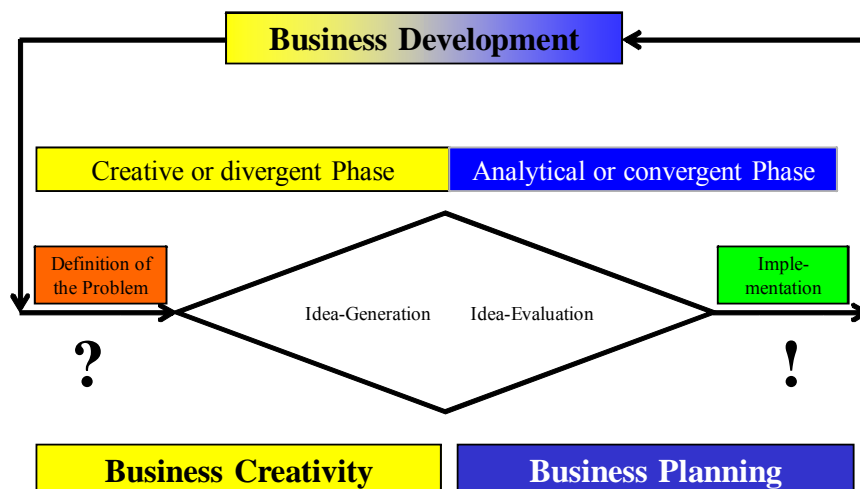 Business Development
Creative or divergent Phase
Analytical or convergent Phase
Definition of
the Problem
Imple-
mentation
Idea-Generation
Idea-Evaluation
?
!
Business Creativity
Business Planning